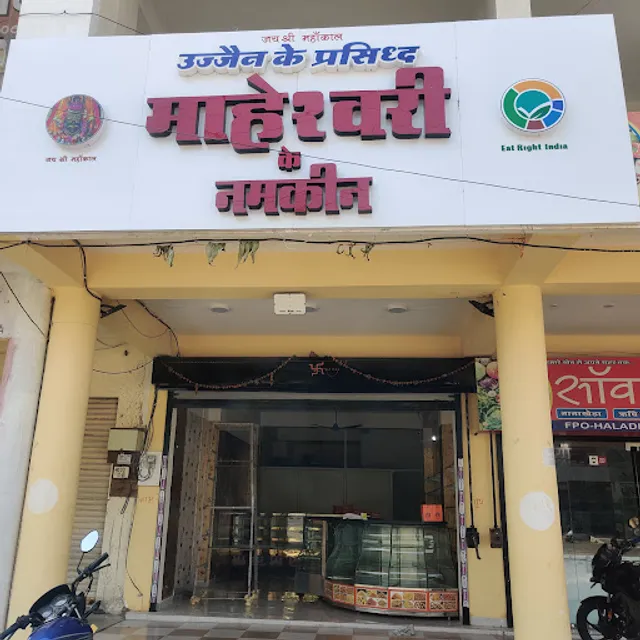 जय श्री महाँकाल
उज्जैन के प्रसिध्द
माहेश्वरी
के
नमकीन
जय श्री महाँकाल
Eat Right India
सॉव
FPO-HALADI